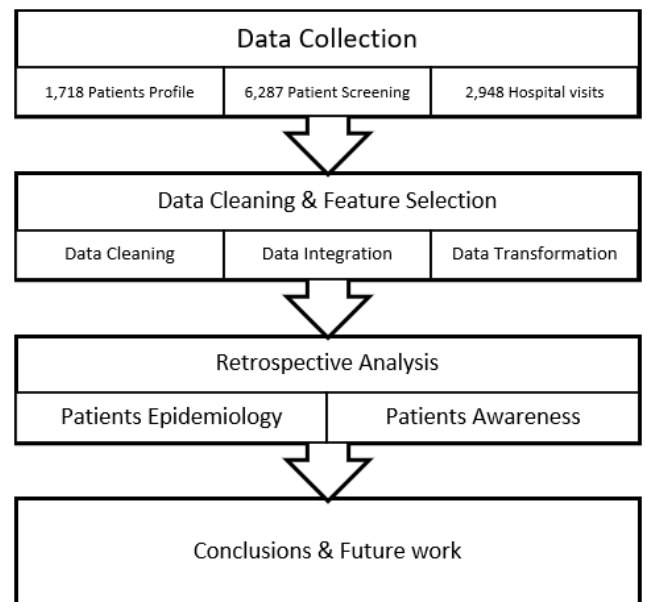 Data Collection
1,718 Patients Profile
6,287 Patient Screening
2,948 Hospital visits
Data Cleaning & Feature Selection
Data Cleaning
Data Integration
Data Transformation
Retrospective Analysis
Patients Epidemiology
Patients Awareness
Conclusions & Future work